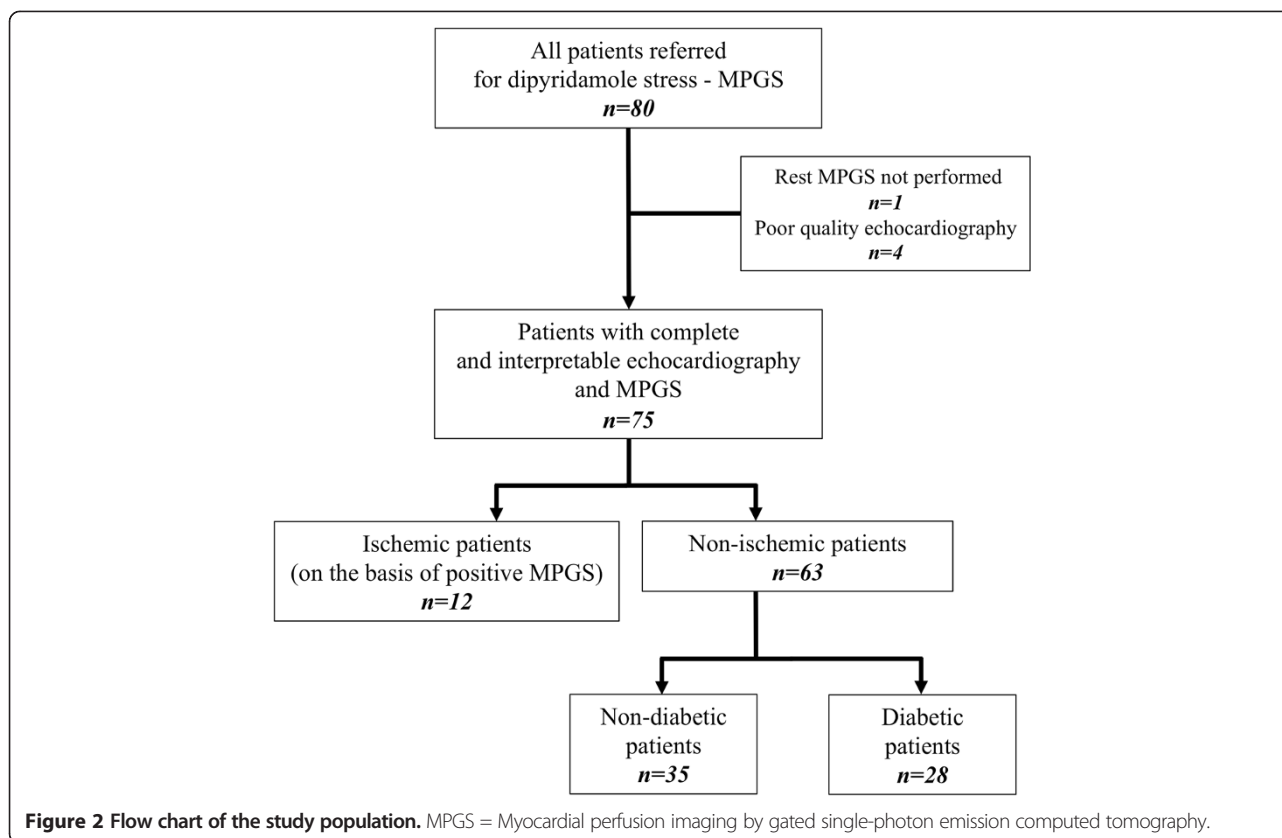 All patients referred
for dipyridamole stress - MPGS
n=80
Rest MPGS not performed
n=1
Poor quality echocardiography
n=4
Patients with complete
and interpretable echocardiography
and MPGS
n=75
Ischemic patients
(on the basis of positive MPGS)
n=12
Non-ischemic patients
n=63
Non-diabetic
patients
n=35
Diabetic
patients
n=28
Figure 2 Flow chart of the study population. MPGS = Myocardial perfusion imaging by gated single-photon emission computed tomography.